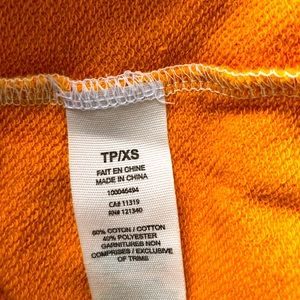 TP/XS
FAIT EN CHINE
MADE IN CHINA
100046494
CA# 11319
RN# 121340
60% COTON / COTTON
40% POLYESTER
GARNITURES NON
COMPRISES / EXCLUSIVE
OF TRIMS